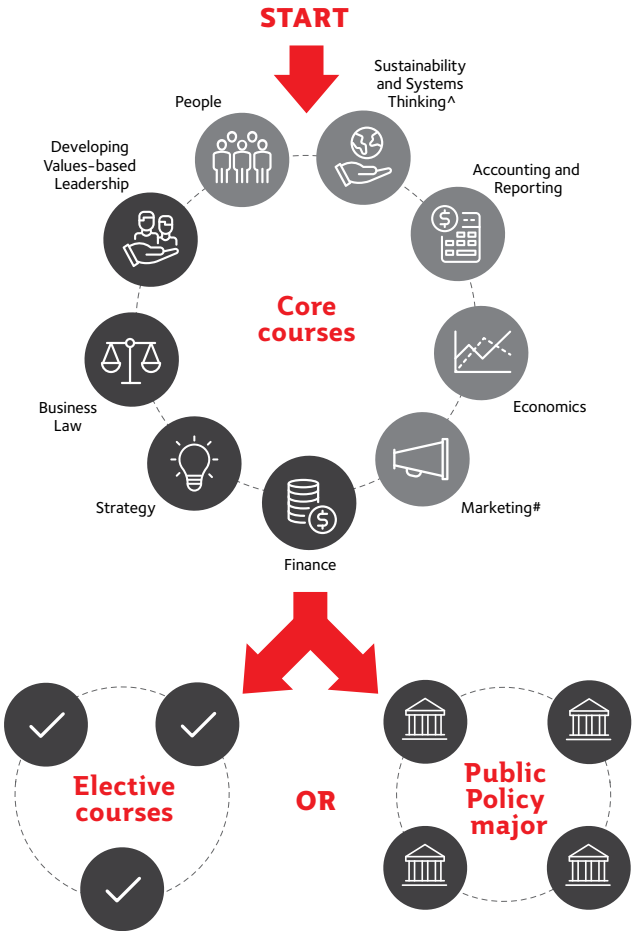 START
Sustainability
and Systems
Thinking^
People
Developing
Values-based
Leadership
Accounting and
Reporting
$
Core
courses
Economics
Business
Law
Strategy
Marketing#
$
Finance
Elective
courses
OR
Public
Policy
major